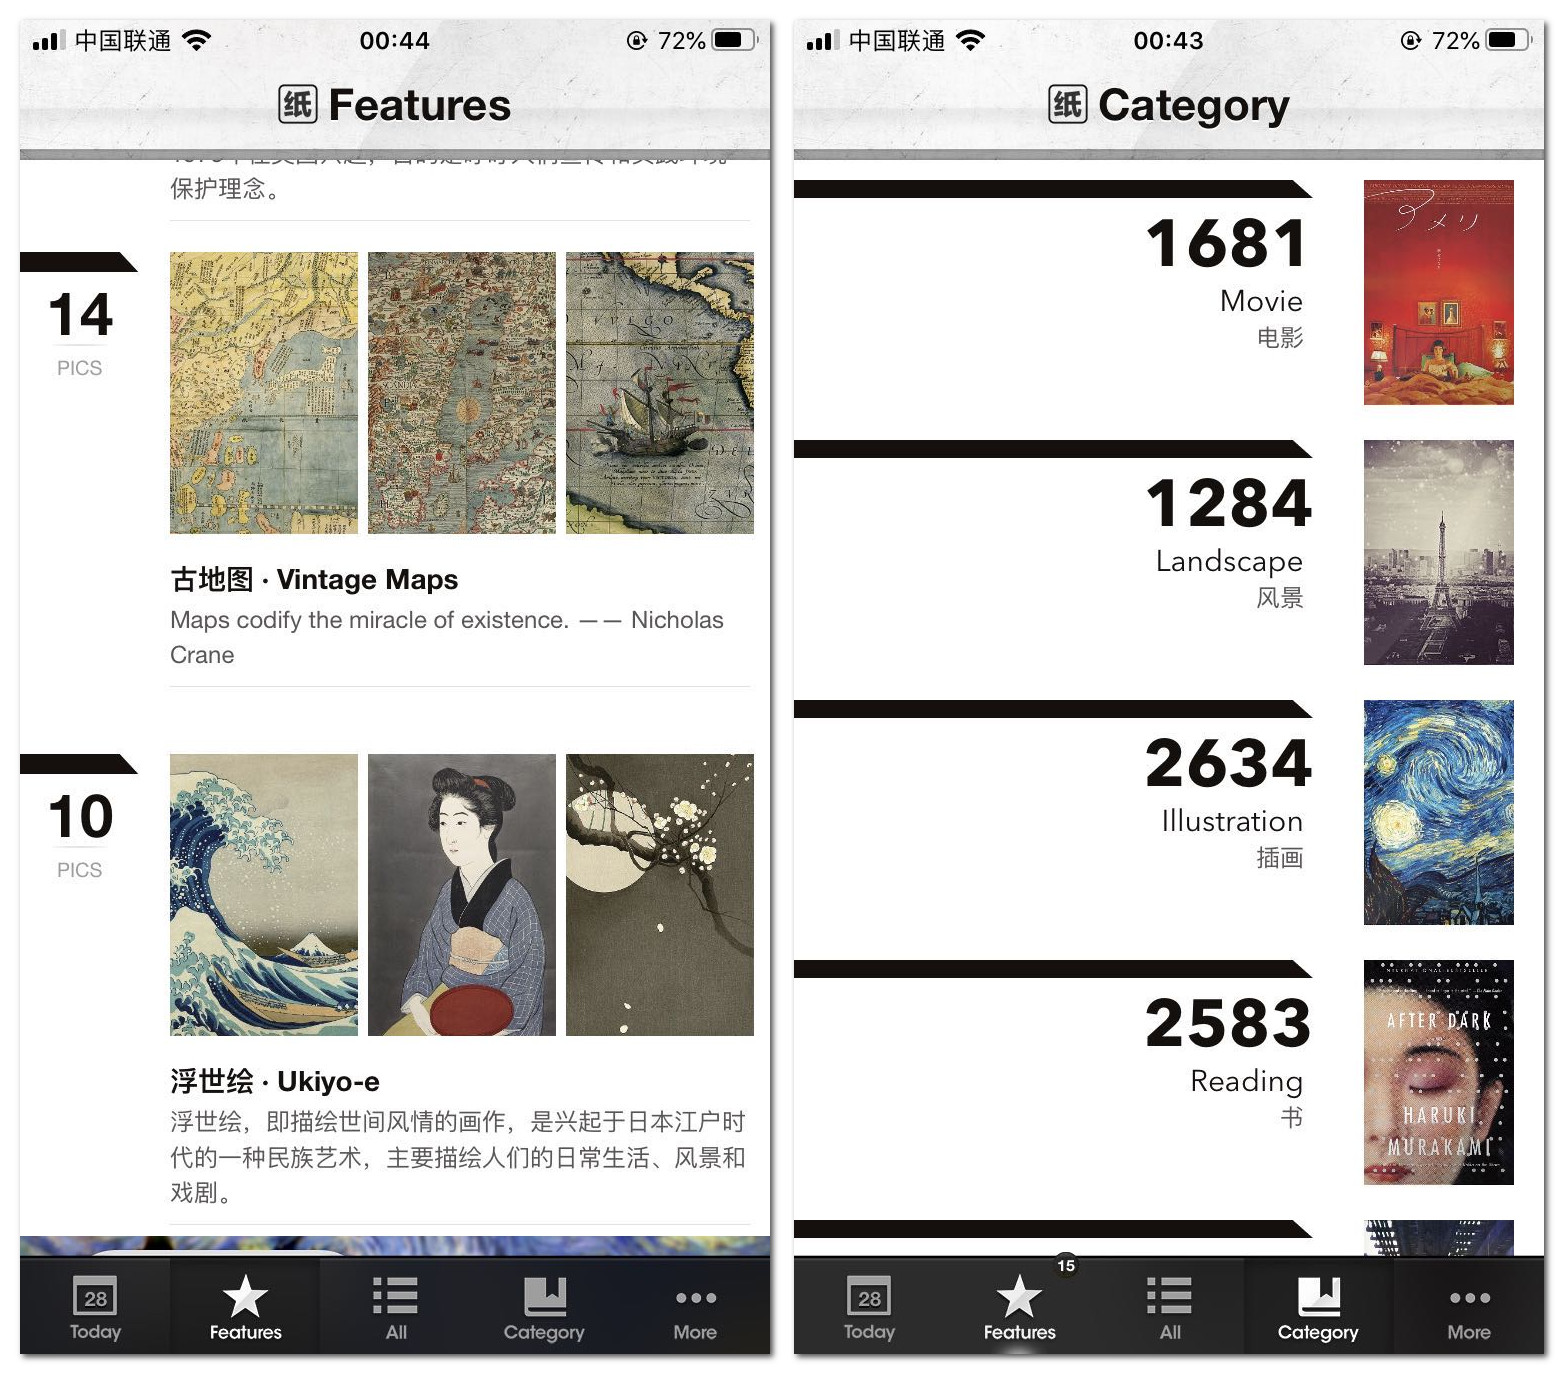 中国联通
00:44
72%
纸 Features
保护理念。
14
PICS
古地图 · Vintage Maps
Maps codify the miracle of existence. —— Nicholas
Crane
10
PICS
浮世绘 · Ukiyo-e
浮世绘，即描绘世间风情的画作，是兴起于日本江户时
代的一种民族艺术，主要描绘人们的日常生活、风景和
戏剧。
28
Today
Features
All
Category
More
中国联通
00:43
72%
纸 Category
1681
Movie
电影
アメリ
1284
Landscape
风景
2634
Illustration
插画
2583
Reading
书
INTERNATIONAL BESTSELLER
AFTER DARK
HARUKI
MURAKAMI
15
28
Today
Features
All
Category
More